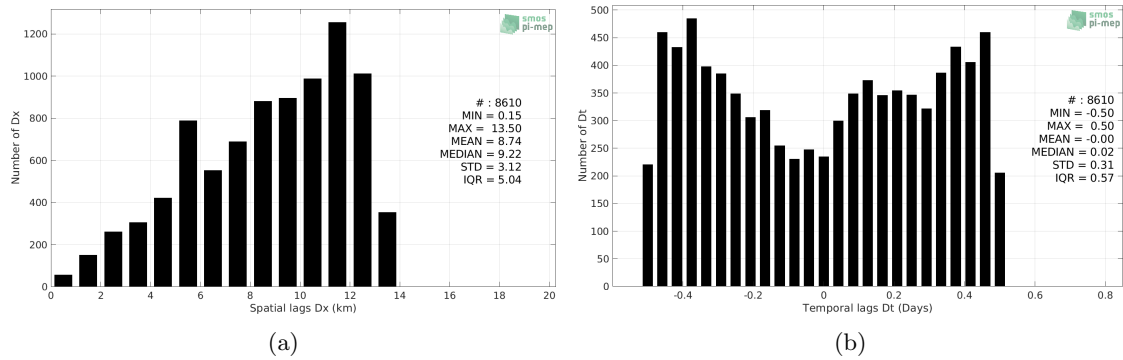 smos
pi-mep
1200
1000
800
600
400
200
0
Number of Dx
# : 8610
MIN = 0.15
MAX = 13.50
MEAN = 8.74
MEDIAN = 9.22
STD = 3.12
IQR = 5.04
0 2 4 6 8 10 12 14 16 18 20
Spatial lags Dx (km)
(a)
smos
pi-mep
500
450
400
350
300
250
200
150
100
50
0
Number of Dt
# : 8610
MIN = -0.50
MAX = 0.50
MEAN = -0.00
MEDIAN = 0.02
STD = 0.31
IQR = 0.57
-0.4 -0.2 0 0.2 0.4 0.6 0.8
Temporal lags Dt (Days)
(b)